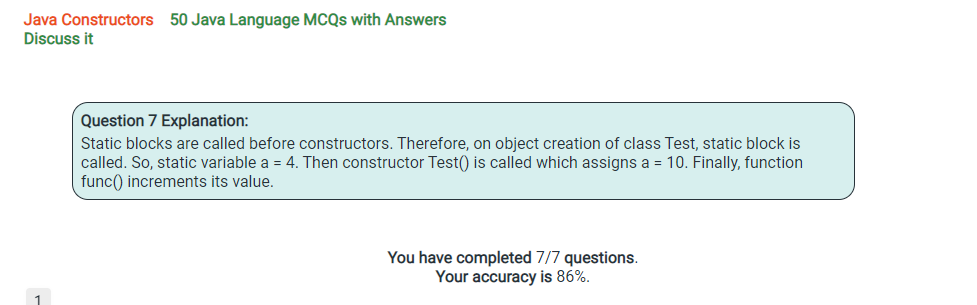 Java Constructors 50 Java Language MCQs with Answers
Discuss it
Question 7 Explanation:
Static blocks are called before constructors. Therefore, on object creation of class Test, static block is
called. So, static variable a = 4. Then constructor Test() is called which assigns a = 10. Finally, function
func() increments its value.
You have completed 7/7 questions.
Your accuracy is 86%.
1